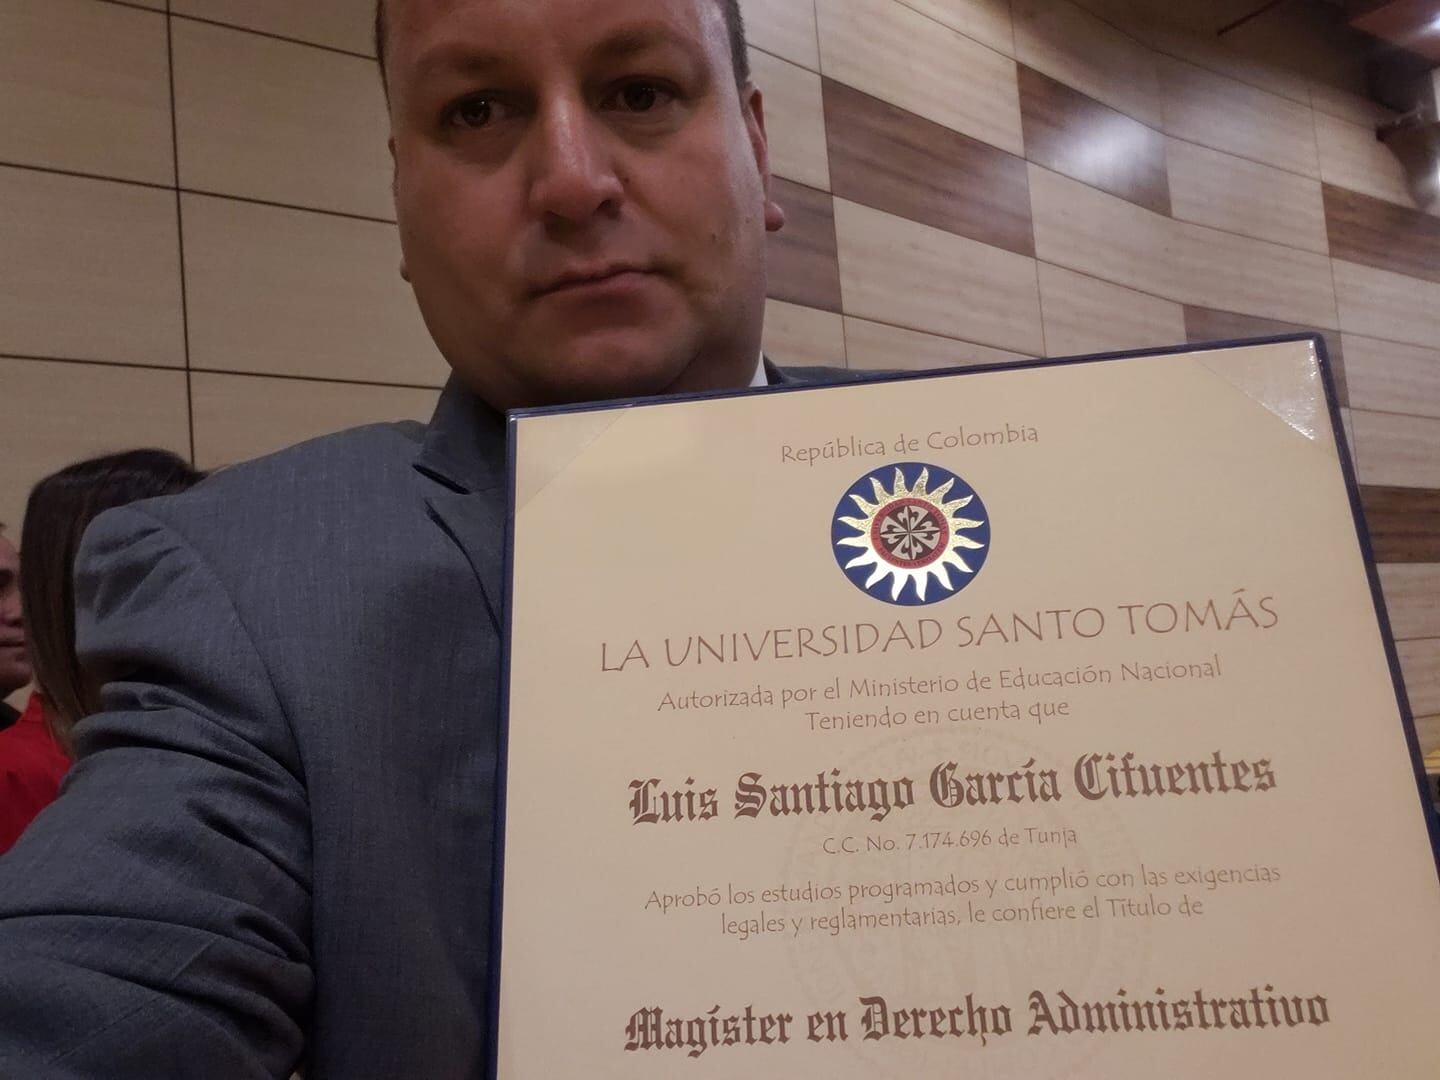 República de Colombia
LA UNIVERSIDAD SANTO TOMÁS
Autorizada por el Ministerio de Educación Nacional
Teniendo en cuenta que
Luis Santiago García Cifuentes
C.C. No. 7.174.696 de Tunja
Aprobó los estudios programados y cumplió con las exigencias
legales y reglamentarias, le confiere el Título de
Magíster en Derecho Administrativo